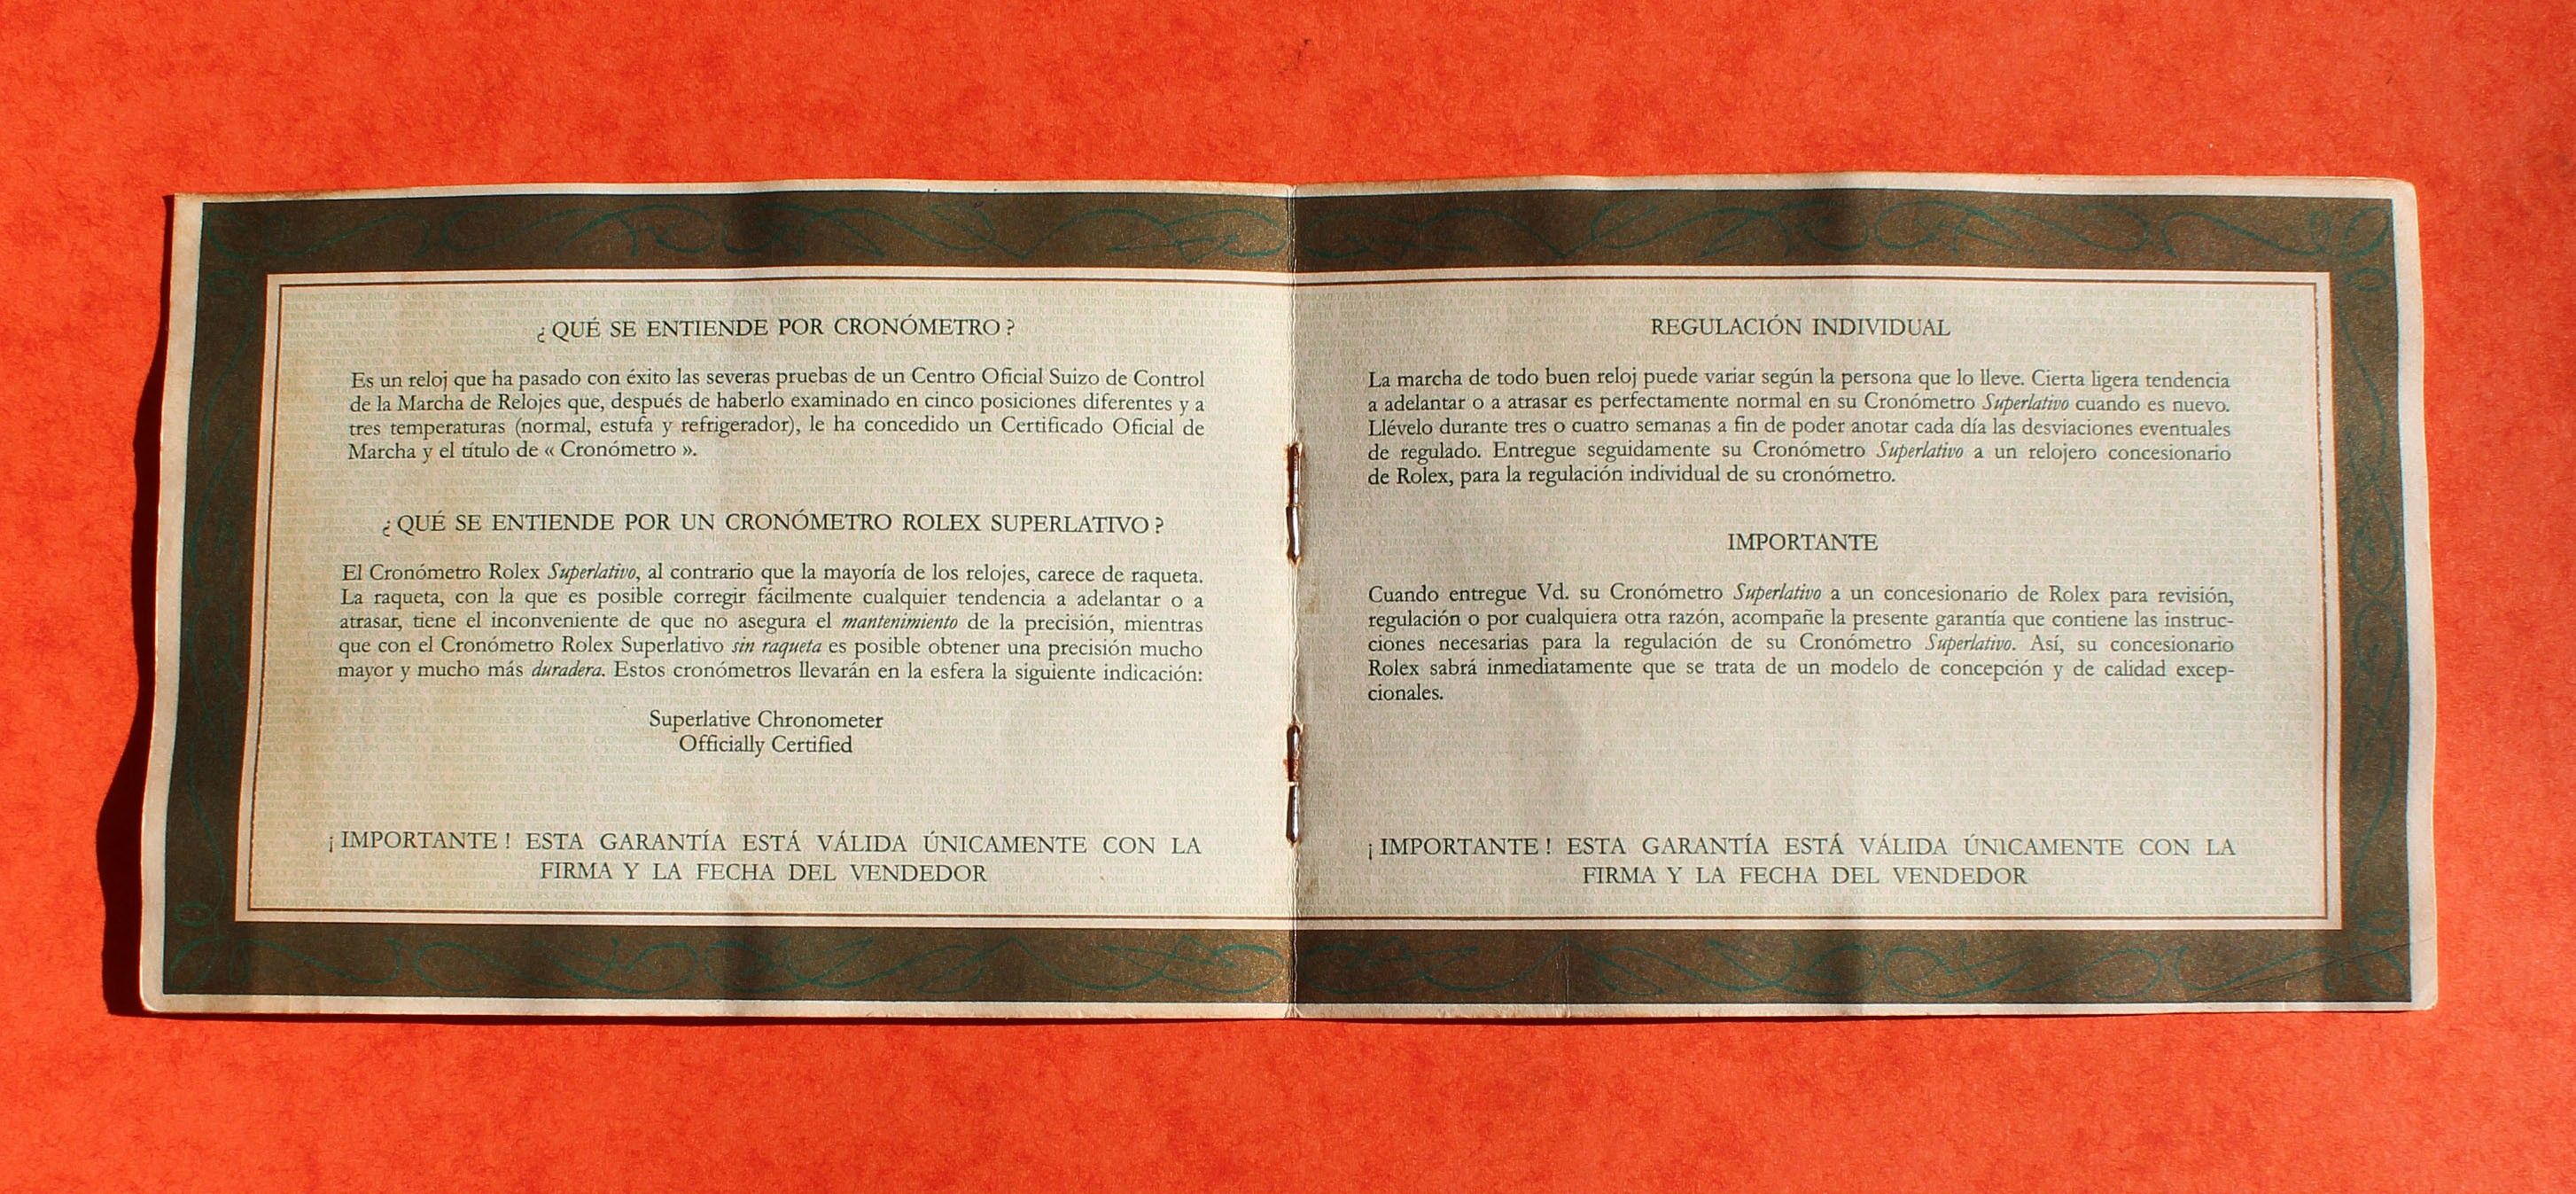 ¿ QUÉ SE ENTIENDE POR CRONÓMETRO ?
Es un reloj que ha pasado con éxito las severas pruebas de un Centro Oficial Suizo de Control
de la Marcha de Relojes que, después de haberlo examinado en cinco posiciones diferentes y a
tres temperaturas (normal, estufa y refrigerador), le ha concedido un Certificado Oficial de
Marcha y el título de « Cronómetro ».
¿ QUÉ SE ENTIENDE POR UN CRONÓMETRO ROLEX SUPERLATIVO ?
El Cronómetro Rolex Superlativo, al contrario que la mayoría de los relojes, carece de raqueta.
La raqueta, con la que es posible corregir fácilmente cualquier tendencia a adelantar o a
atrasar, tiene el inconveniente de que no asegura el mantenimiento de la precisión, mientras
que con el Cronómetro Rolex Superlativo sin raqueta es posible obtener una precisión mucho
mayor y mucho más duradera. Estos cronómetros llevarán en la esfera la siguiente indicación:
Superlative Chronometer
Officially Certified
¡ IMPORTANTE ! ESTA GARANTÍA ESTÁ VÁLIDA ÚNICAMENTE CON LA
FIRMA Y LA FECHA DEL VENDEDOR
REGULACIÓN INDIVIDUAL
La marcha de todo buen reloj puede variar según la persona que lo lleve. Cierta ligera tendencia
a adelantar o a atrasar es perfectamente normal en su Cronómetro Superlativo cuando es nuevo.
Llévelo durante tres o cuatro semanas a fin de poder anotar cada día las desviaciones eventuales
de regulado. Entregue seguidamente su Cronómetro Superlativo a un relojero concesionario
de Rolex, para la regulación individual de su cronómetro.
IMPORTANTE
Cuando entregue Vd. su Cronómetro Superlativo a un concesionario de Rolex para revisión,
regulación o por cualquiera otra razón, acompañe la presente garantía que contiene las instruc-
ciones necesarias para la regulación de su Cronómetro Superlativo. Así, su concesionario
Rolex sabrá inmediatamente que se trata de un modelo de concepción y de calidad excep-
cionales.
¡ IMPORTANTE ! ESTA GARANTÍA ESTÁ VÁLIDA ÚNICAMENTE CON LA
FIRMA Y LA FECHA DEL VENDEDOR